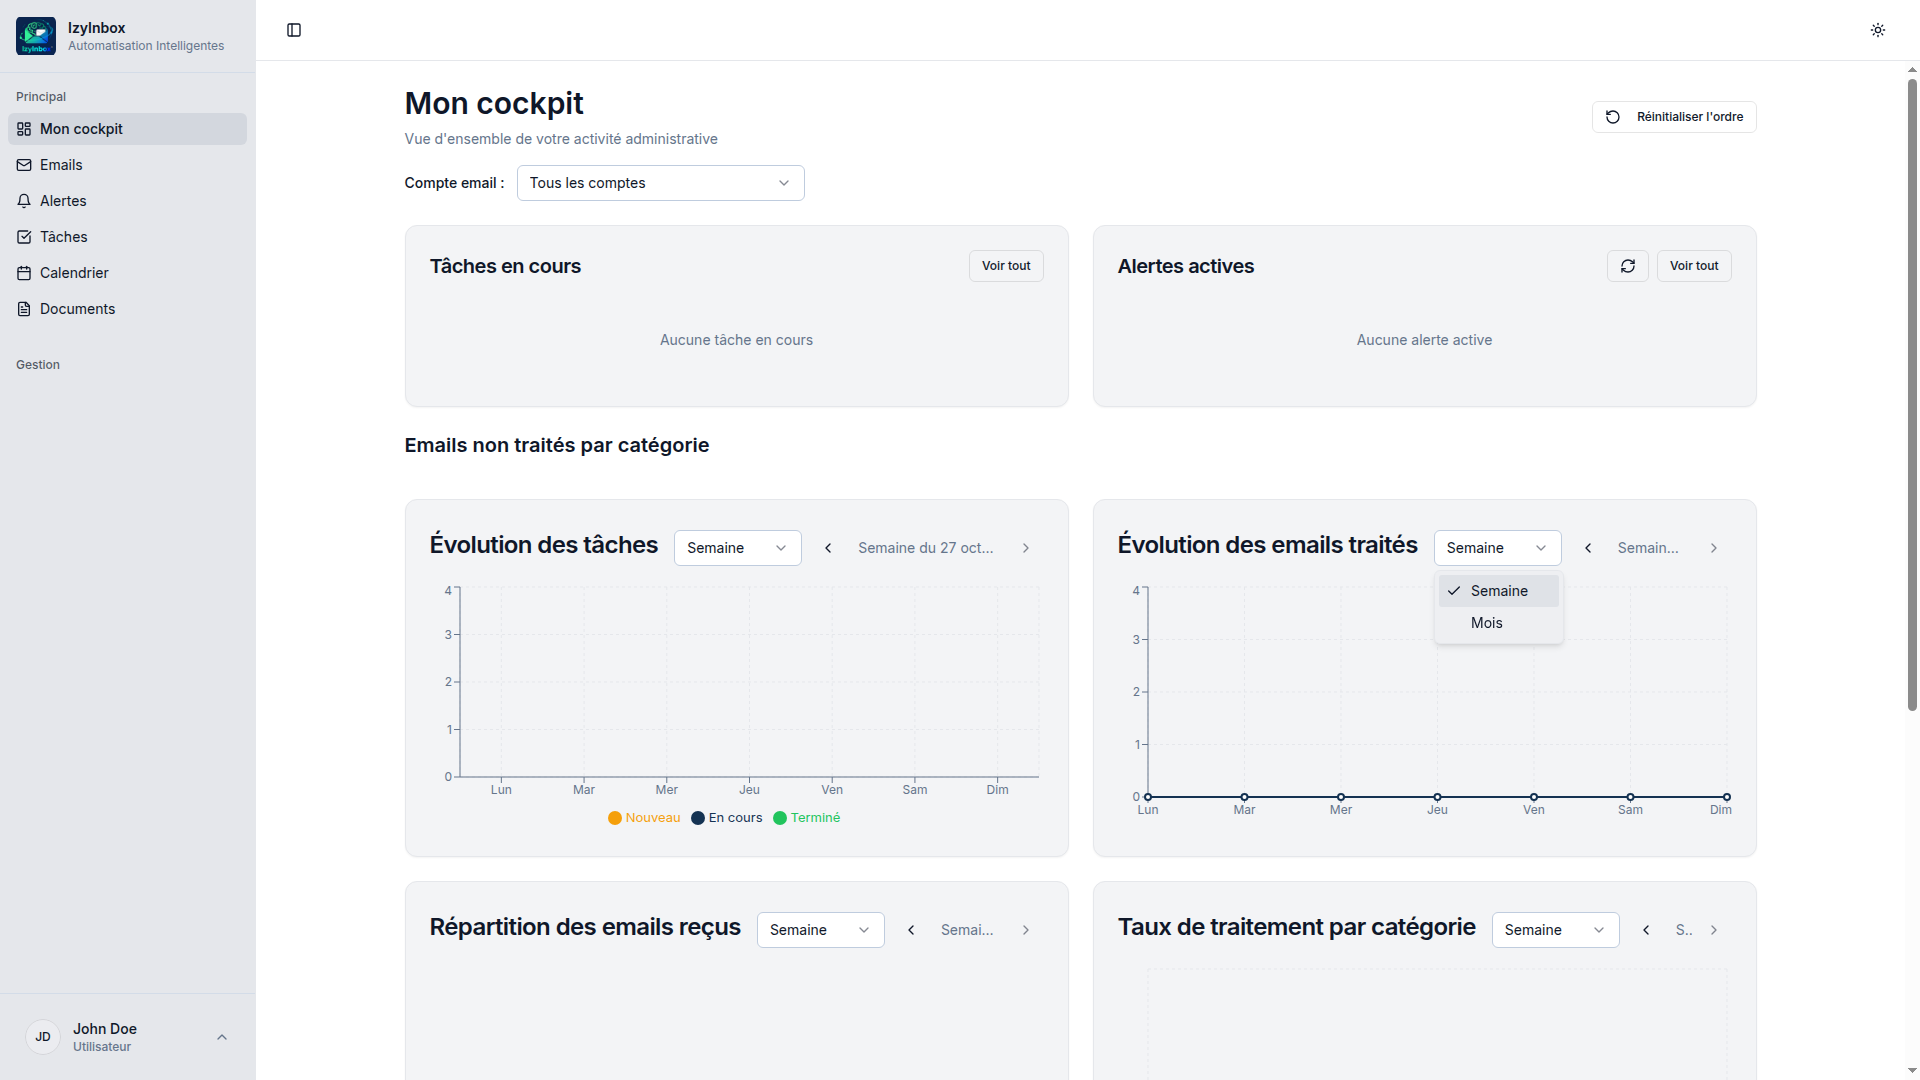 IzyInbox
Automatisation Intelligentes
Principal
Mon cockpit
Emails
Alertes
Tâches
Calendrier
Documents
Gestion
JD
John Doe
Utilisateur
Mon cockpit
Vue d'ensemble de votre activité administrative
Réinitialiser l'ordre
Compte email :
Tous les comptes
Tâches en cours
Voir tout
Aucune tâche en cours
Alertes actives
Voir tout
Aucune alerte active
Emails non traités par catégorie
Évolution des tâches
Semaine
Semaine du 27 oct...
4
3
2
1
0
Lun Mar Mer Jeu Ven Sam Dim
Nouveau En cours Terminé
Évolution des emails traités
Semaine
Semain...
Semaine
Mois
4
3
2
1
0
Lun Mar Mer Jeu Ven Sam Dim
Répartition des emails reçus
Semaine
Semai...
Taux de traitement par catégorie
Semaine
S..